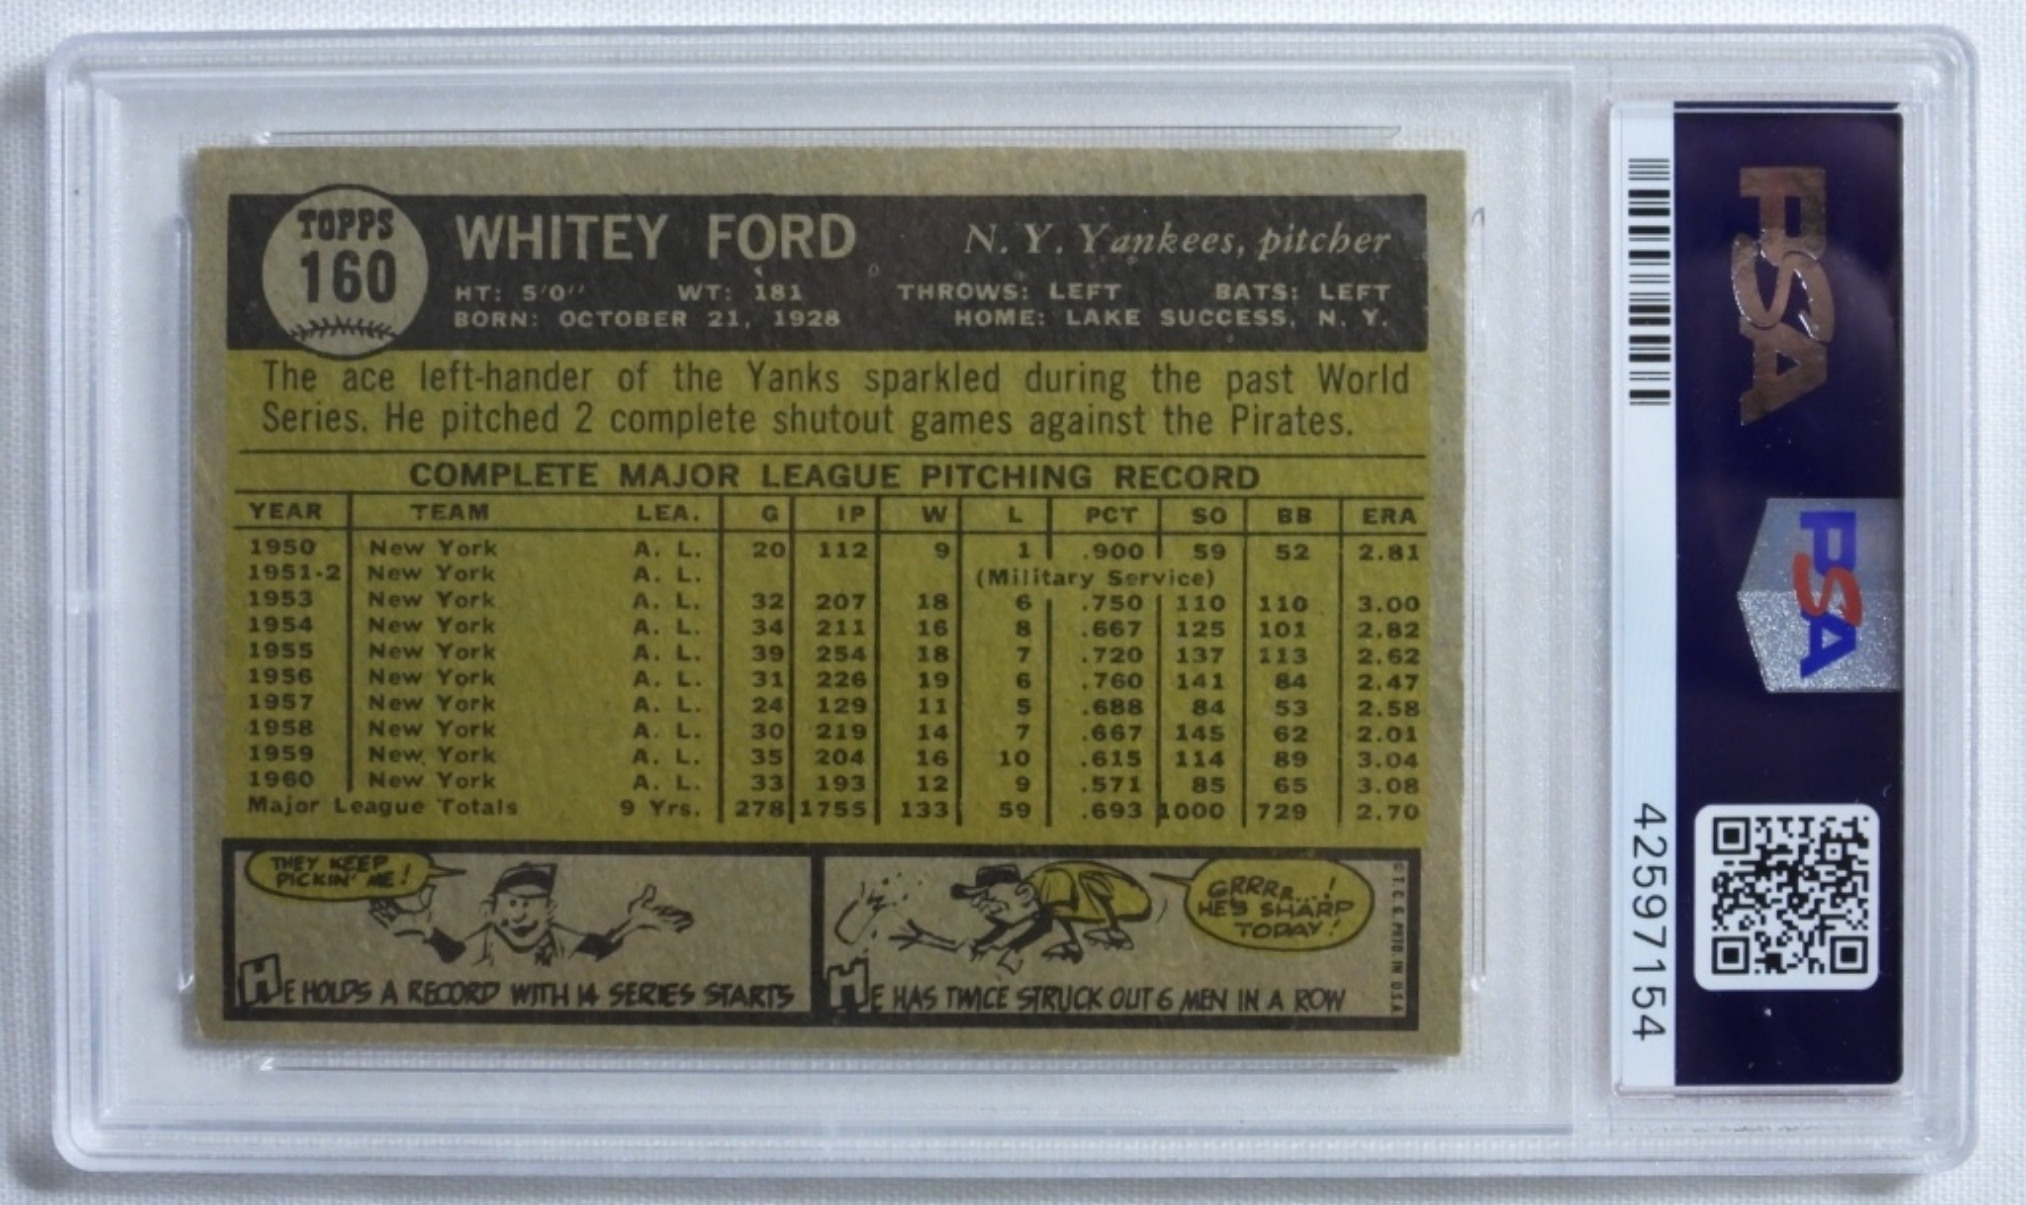 TOPPS
160
WHITEY FORD N. Y. Yankees, pitcher
HT: 5'0'' WT: 181 THROWS: LEFT BATS: LEFT
BORN: OCTOBER 21, 1928 HOME: LAKE SUCCESS, N. Y.
The ace left-hander of the Yanks sparkled during the past World
Series. He pitched 2 complete shutout games against the Pirates.
COMPLETE MAJOR LEAGUE PITCHING RECORD
YEAR TEAM LEA. G IP W L PCT SO BB ERA
1950 New York A. L. 20 112 9 1 .900 59 52 2.81
1951-2 New York A. L. (Military Service)
1953 New York A. L. 32 207 18 6 .750 110 110 3.00
1954 New York A. L. 34 211 16 8 .667 125 101 2.82
1955 New York A. L. 39 254 18 7 .720 137 113 2.62
1956 New York A. L. 31 226 19 6 .760 141 84 2.47
1957 New York A. L. 24 129 11 5 .688 84 53 2.58
1958 New York A. L. 30 219 14 7 .667 145 62 2.01
1959 New York A. L. 35 204 16 10 .615 114 89 3.04
1960 New York A. L. 33 193 12 9 .571 85 65 3.08
Major League Totals 9 Yrs. 278 1755 133 59 .693 1000 729 2.70
THEY KEEP
PICKIN' ME!
HE HOLDS A RECORD WITH 14 SERIES STARTS
GRRRR...!
HE'S SHARP
TODAY!
HE HAS TWICE STRUCK OUT 6 MEN IN A ROW
© T. C. G. PRTD. IN U.S.A.
PSA
PSA
42597154